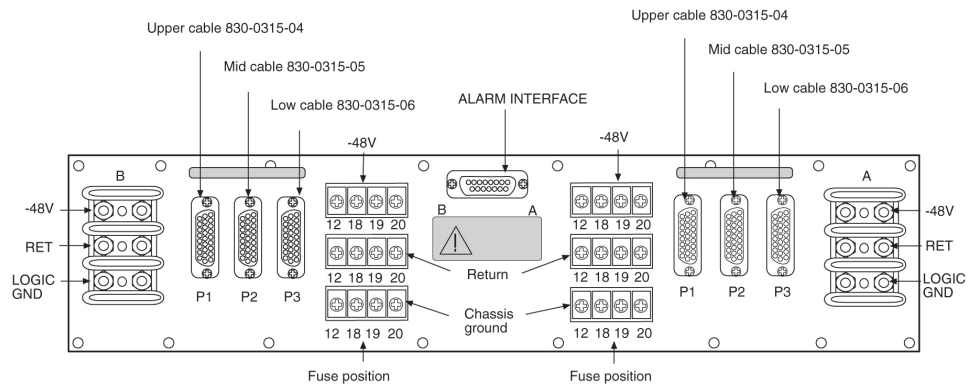 Upper cable 830-0315-04
Mid cable 830-0315-05
Low cable 830-0315-06
ALARM INTERFACE
Upper cable 830-0315-04
Mid cable 830-0315-05
Low cable 830-0315-06
-48V
-48V
B
A
B A
-48V
RET
LOGIC
GND
P1 P2 P3
12 18 19 20
12 18 19 20
12 18 19 20
Return
Chassis
ground
12 18 19 20
12 18 19 20
12 18 19 20
P1 P2 P3
-48V
RET
LOGIC
GND
Fuse position
Fuse position